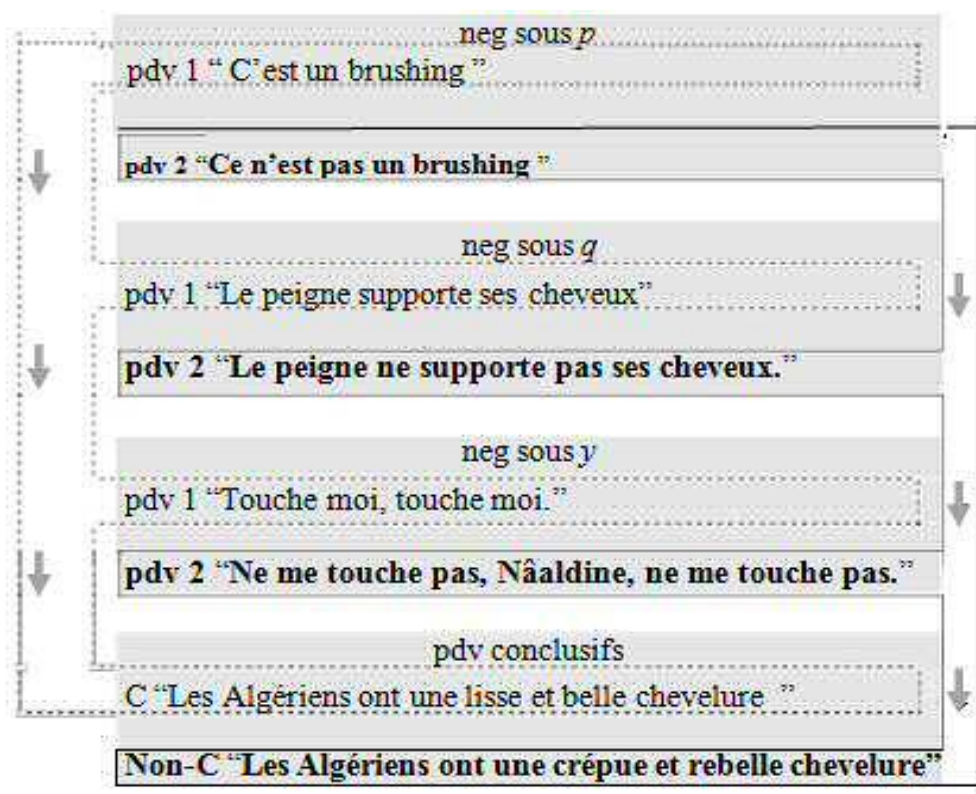 neg sous p
pdv 1 “ C’est un brushing ”
pdv 2 “Ce n’est pas un brushing ”
neg sous q
pdv 1 “Le peigne supporte ses cheveux”
pdv 2 “Le peigne ne supporte pas ses cheveux.”
neg sous y
pdv 1 “Touche moi, touche moi.”
pdv 2 “Ne me touche pas, Nâaldine, ne me touche pas.”
pdv conclusifs
C “Les Algériens ont une lisse et belle chevelure ”
Non-C “Les Algériens ont une crépue et rebelle chevelure”